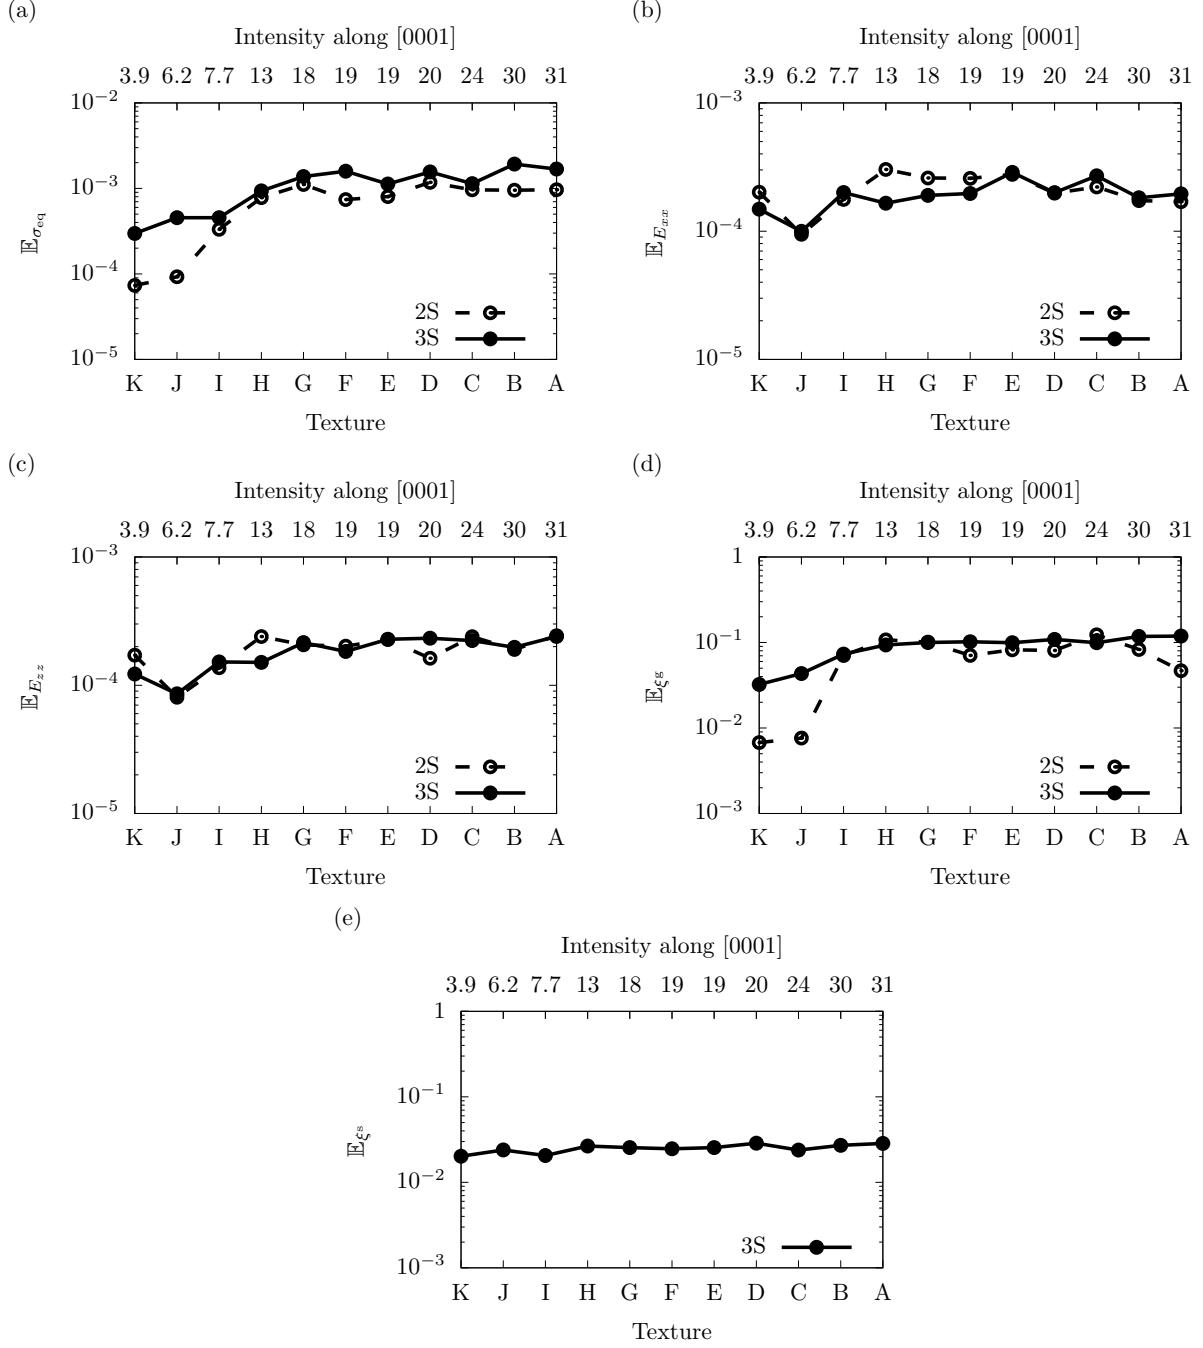 (a)
Intensity along [0001]
3.9 6.2 7.7 13 18 19 19 20 24 30 31
10⁻²
10⁻³
10⁻⁴
10⁻⁵
𝔼σeq
2S
3S
K J I H G F E D C B A
Texture
(b)
Intensity along [0001]
3.9 6.2 7.7 13 18 19 19 20 24 30 31
10⁻³
10⁻⁴
10⁻⁵
𝔼Exx
2S
3S
K J I H G F E D C B A
Texture
(c)
Intensity along [0001]
3.9 6.2 7.7 13 18 19 19 20 24 30 31
10⁻³
10⁻⁴
10⁻⁵
𝔼Ezz
2S
3S
K J I H G F E D C B A
Texture
(d)
Intensity along [0001]
3.9 6.2 7.7 13 18 19 19 20 24 30 31
1
10⁻¹
10⁻²
10⁻³
𝔼ξᵍ
2S
3S
K J I H G F E D C B A
Texture
(e)
Intensity along [0001]
3.9 6.2 7.7 13 18 19 19 20 24 30 31
1
10⁻¹
10⁻²
10⁻³
𝔼ξˢ
3S
K J I H G F E D C B A
Texture